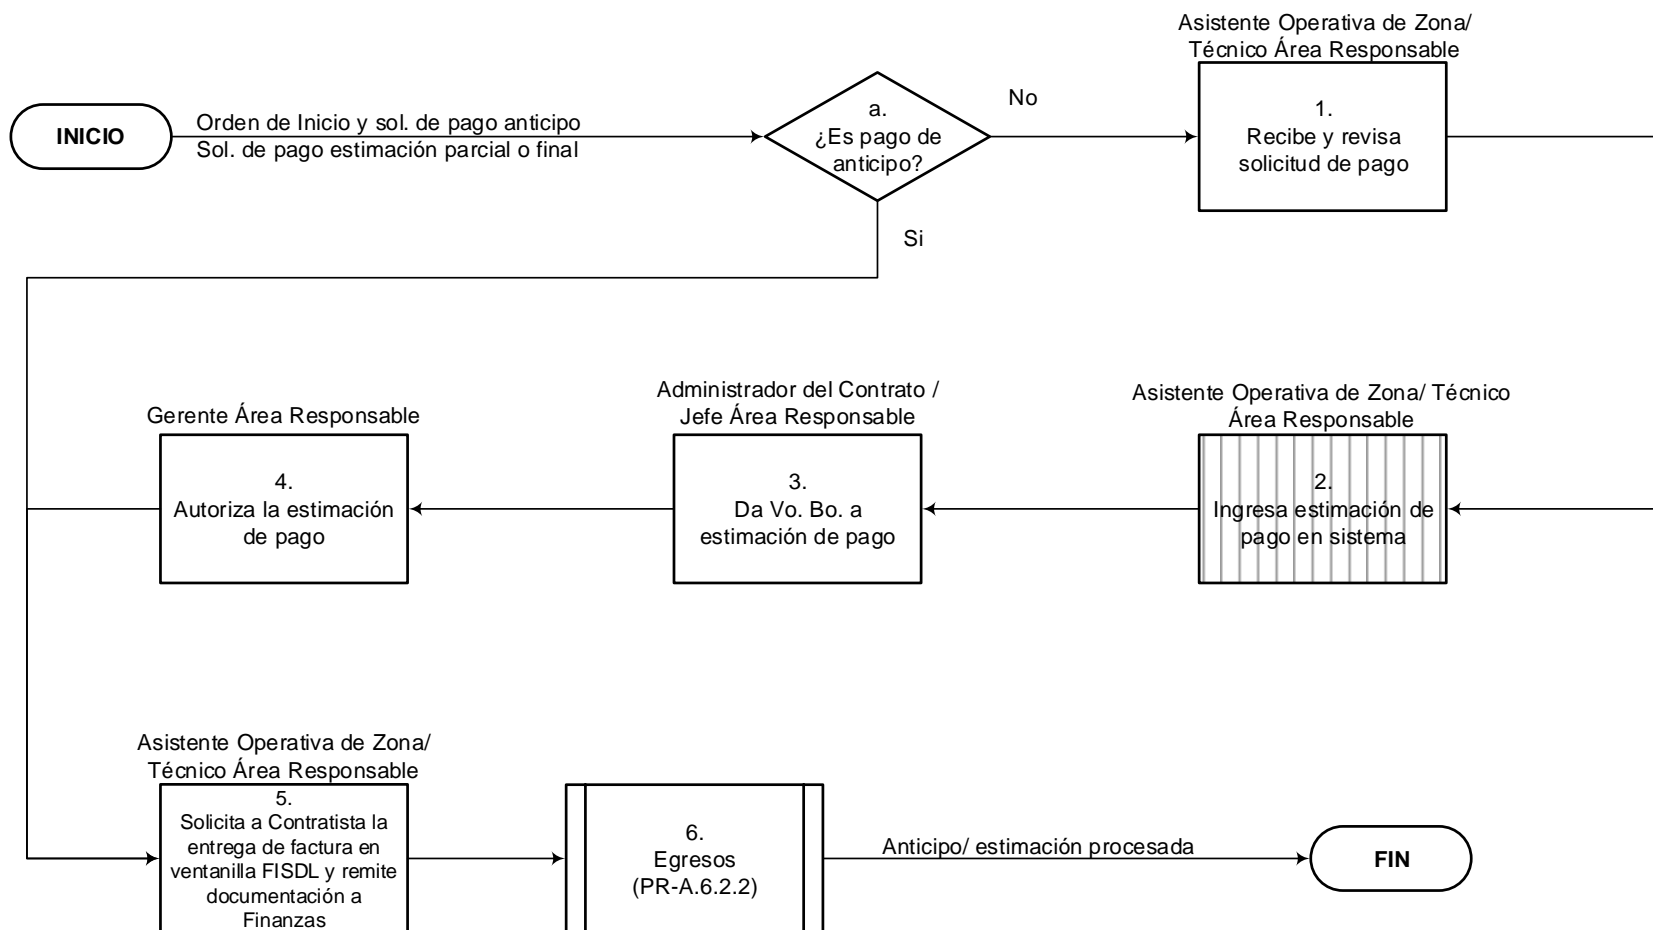 Asistente Operativa de Zona/
Técnico Área Responsable
INICIO
Orden de Inicio y sol. de pago anticipo
Sol. de pago estimación parcial o final
a.
¿Es pago de
anticipo?
No
1.
Recibe y revisa
solicitud de pago
Si
Gerente Área Responsable
4.
Autoriza la estimación
de pago
Administrador del Contrato /
Jefe Área Responsable
3.
Da Vo. Bo. a
estimación de pago
Asistente Operativa de Zona/ Técnico
Área Responsable
2.
Ingresa estimación de
pago en sistema
Asistente Operativa de Zona/
Técnico Área Responsable
5.
Solicita a Contratista la
entrega de factura en
ventanilla FISDL y remite
documentación a
Finanzas
6.
Egresos
(PR-A.6.2.2)
Anticipo/ estimación procesada
FIN